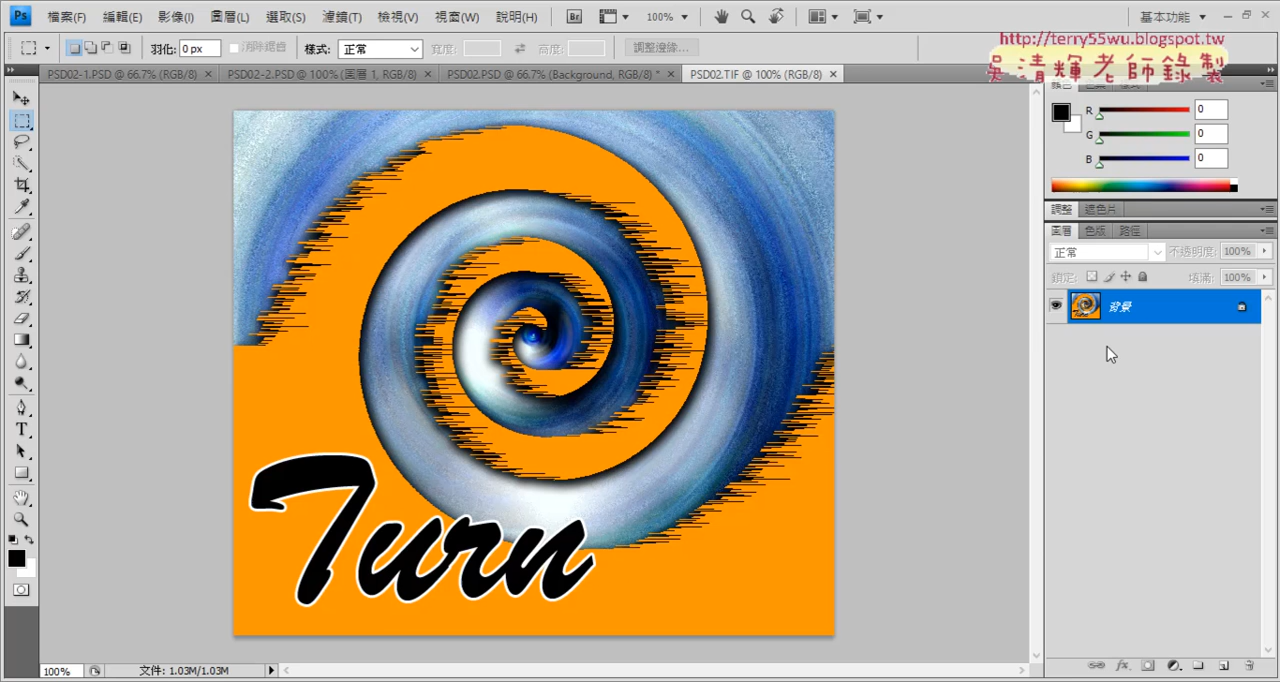 Ps 檔案(F) 編輯(E) 影像(I) 圖層(L) 選取(S) 濾鏡(T) 檢視(V) 視窗(W) 說明(H) Br 100% 基本功能
羽化: 0 px 消除鋸齒 樣式: 正常 寬度: 高度: 調整邊緣...
http://terry55wu.blogspot.tw
吳清輝老師錄製
PSD02-1.PSD @ 66.7% (RGB/8) PSD02-2.PSD @ 100% (圖層 1, RGB/8) PSD02.PSD @ 66.7% (Background, RGB/8) * PSD02.TIF @ 100% (RGB/8)
R 0
G 0
B 0
調整 遮色片
圖層 色版 路徑
正常 不透明度: 100%
鎖定: 填滿: 100%
背景
Turn
T
100% 文件: 1.03M/1.03M
fx